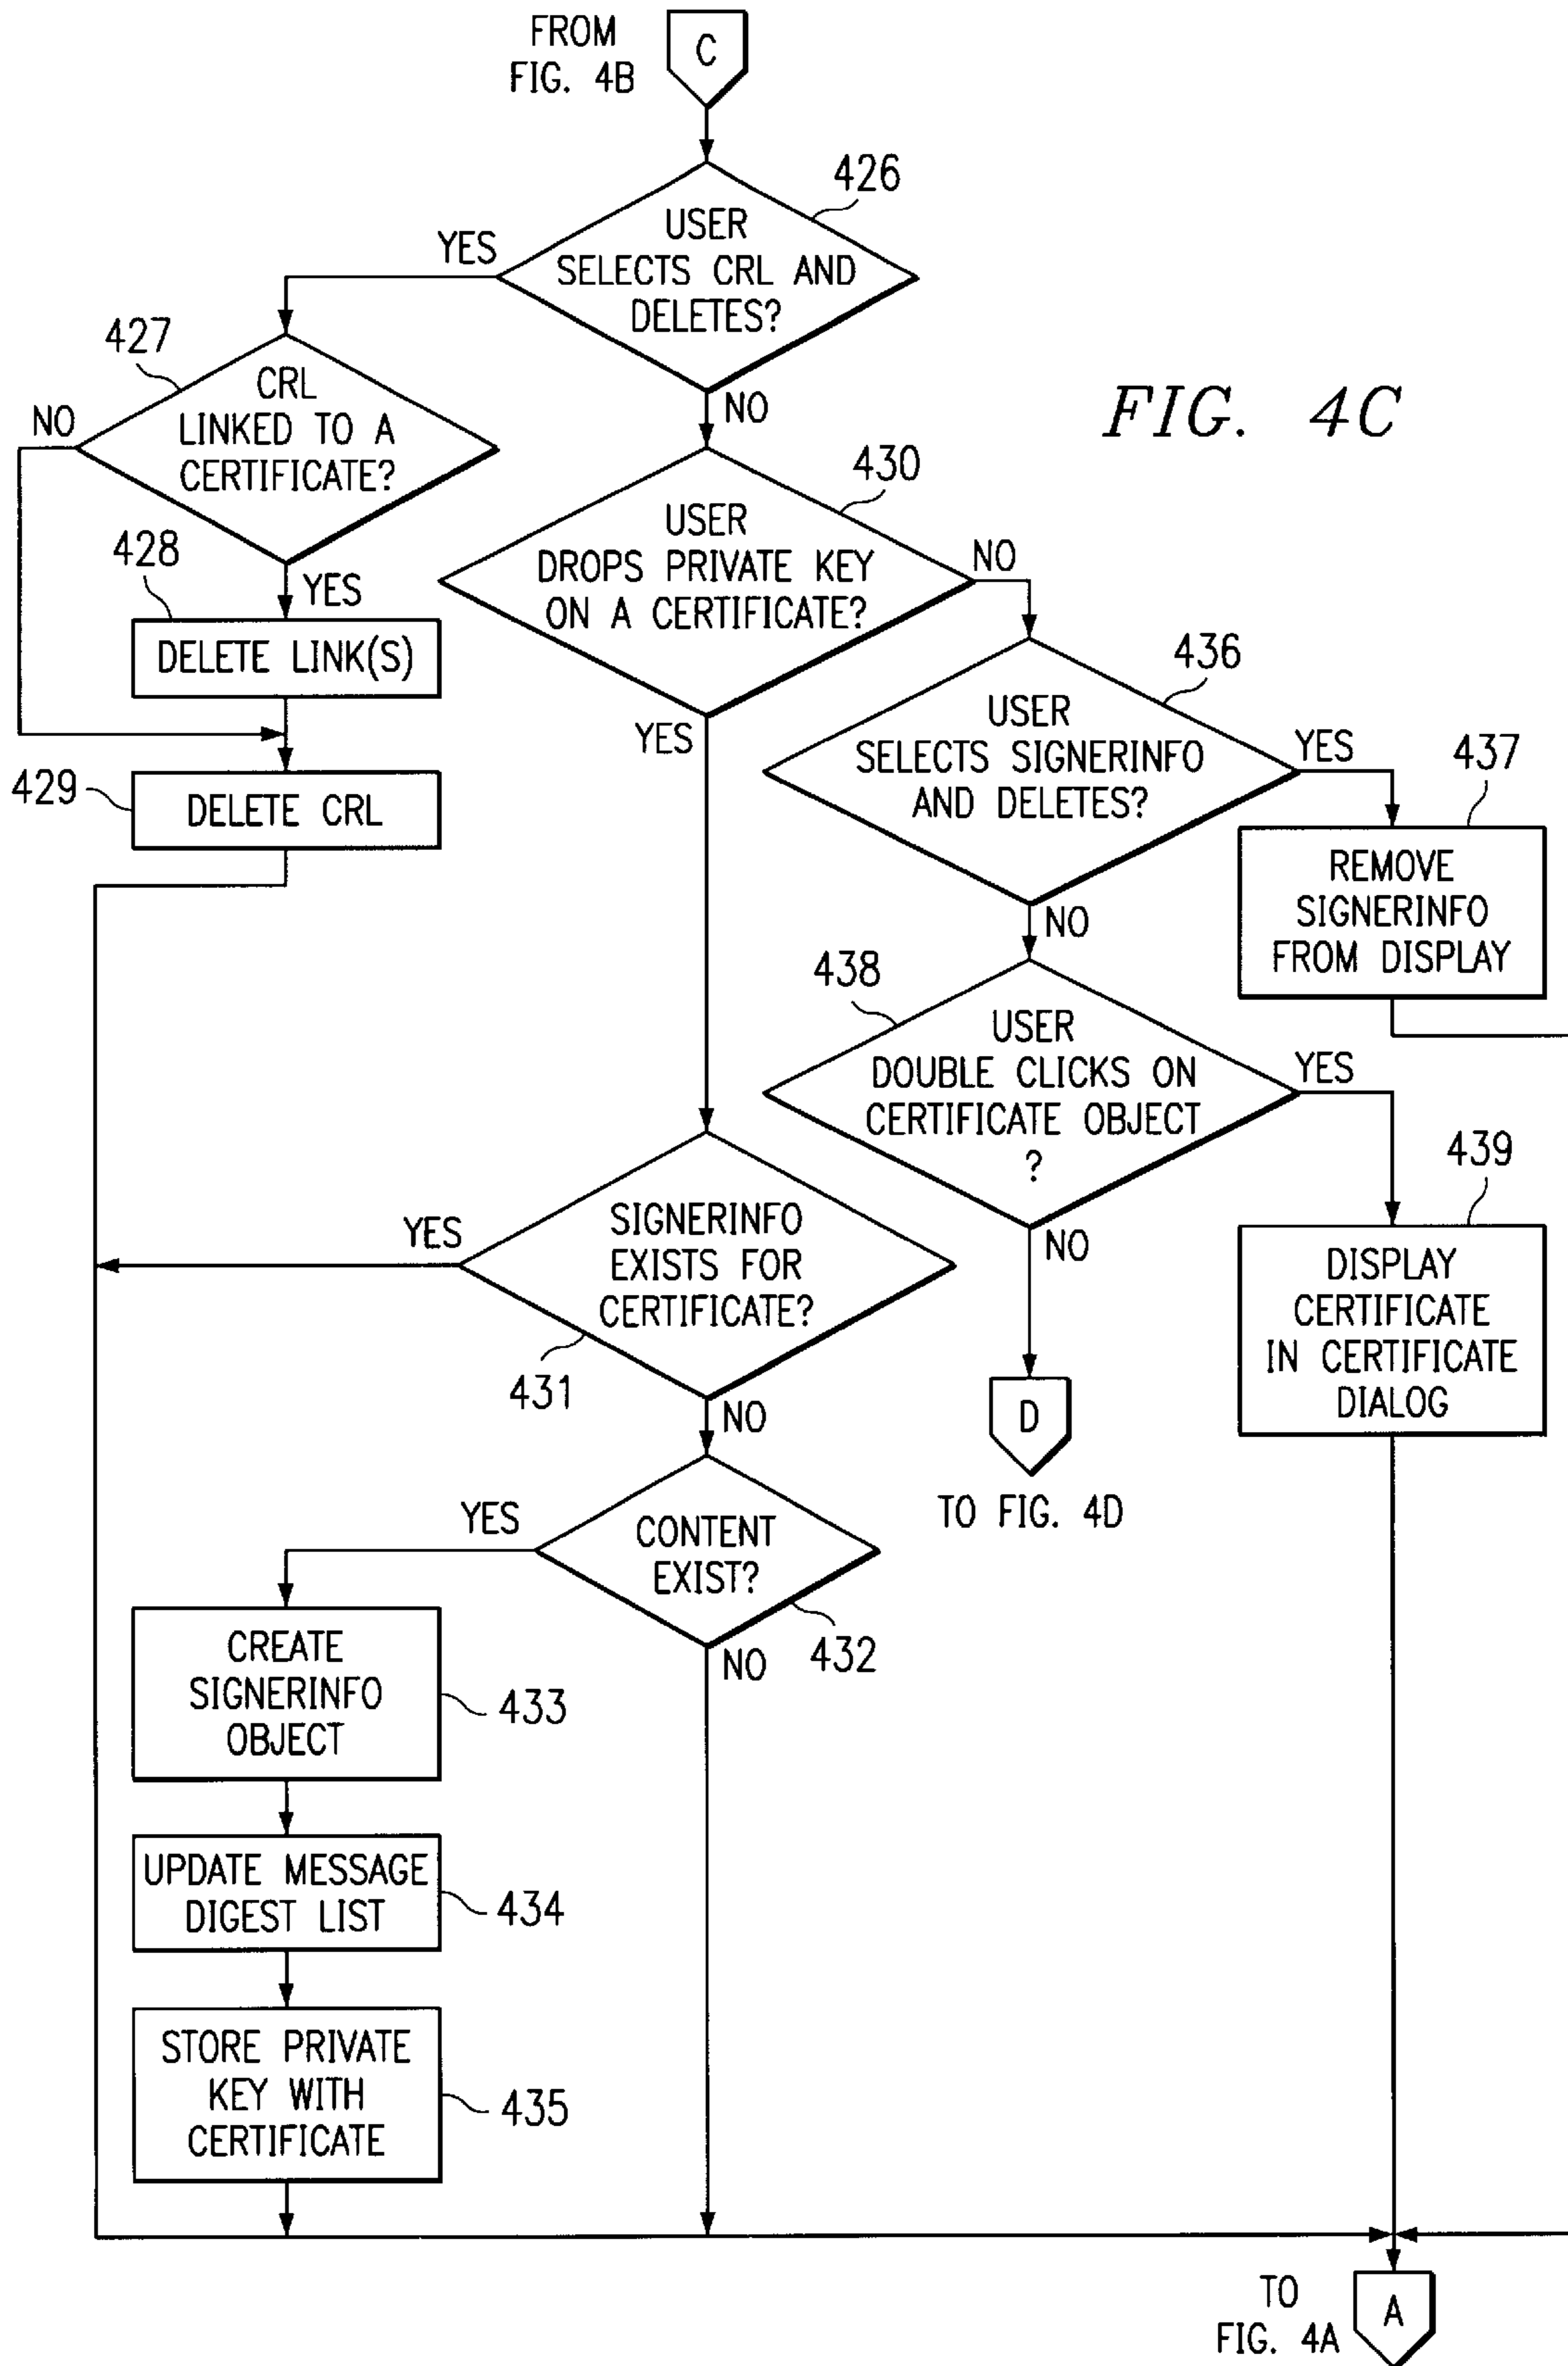 FROM
FIG. 4B
C
426
USER
SELECTS CRL AND
DELETES?
YES
NO
427
CRL
LINKED TO A
CERTIFICATE?
NO
YES
FIG. 4C
428
DELETE LINK(S)
429
DELETE CRL
430
USER
DROPS PRIVATE KEY
ON A CERTIFICATE?
NO
YES
436
USER
SELECTS SIGNERINFO
AND DELETES?
YES
NO
437
REMOVE
SIGNERINFO
FROM DISPLAY
438
USER
DOUBLE CLICKS ON
CERTIFICATE OBJECT
?
YES
NO
439
DISPLAY
CERTIFICATE
IN CERTIFICATE
DIALOG
D
TO FIG. 4D
SIGNERINFO
EXISTS FOR
CERTIFICATE?
YES
431
NO
CONTENT
EXIST?
YES
432
NO
CREATE
SIGNERINFO
OBJECT
433
UPDATE MESSAGE
DIGEST LIST
434
STORE PRIVATE
KEY WITH
CERTIFICATE
435
TO
FIG. 4A
A